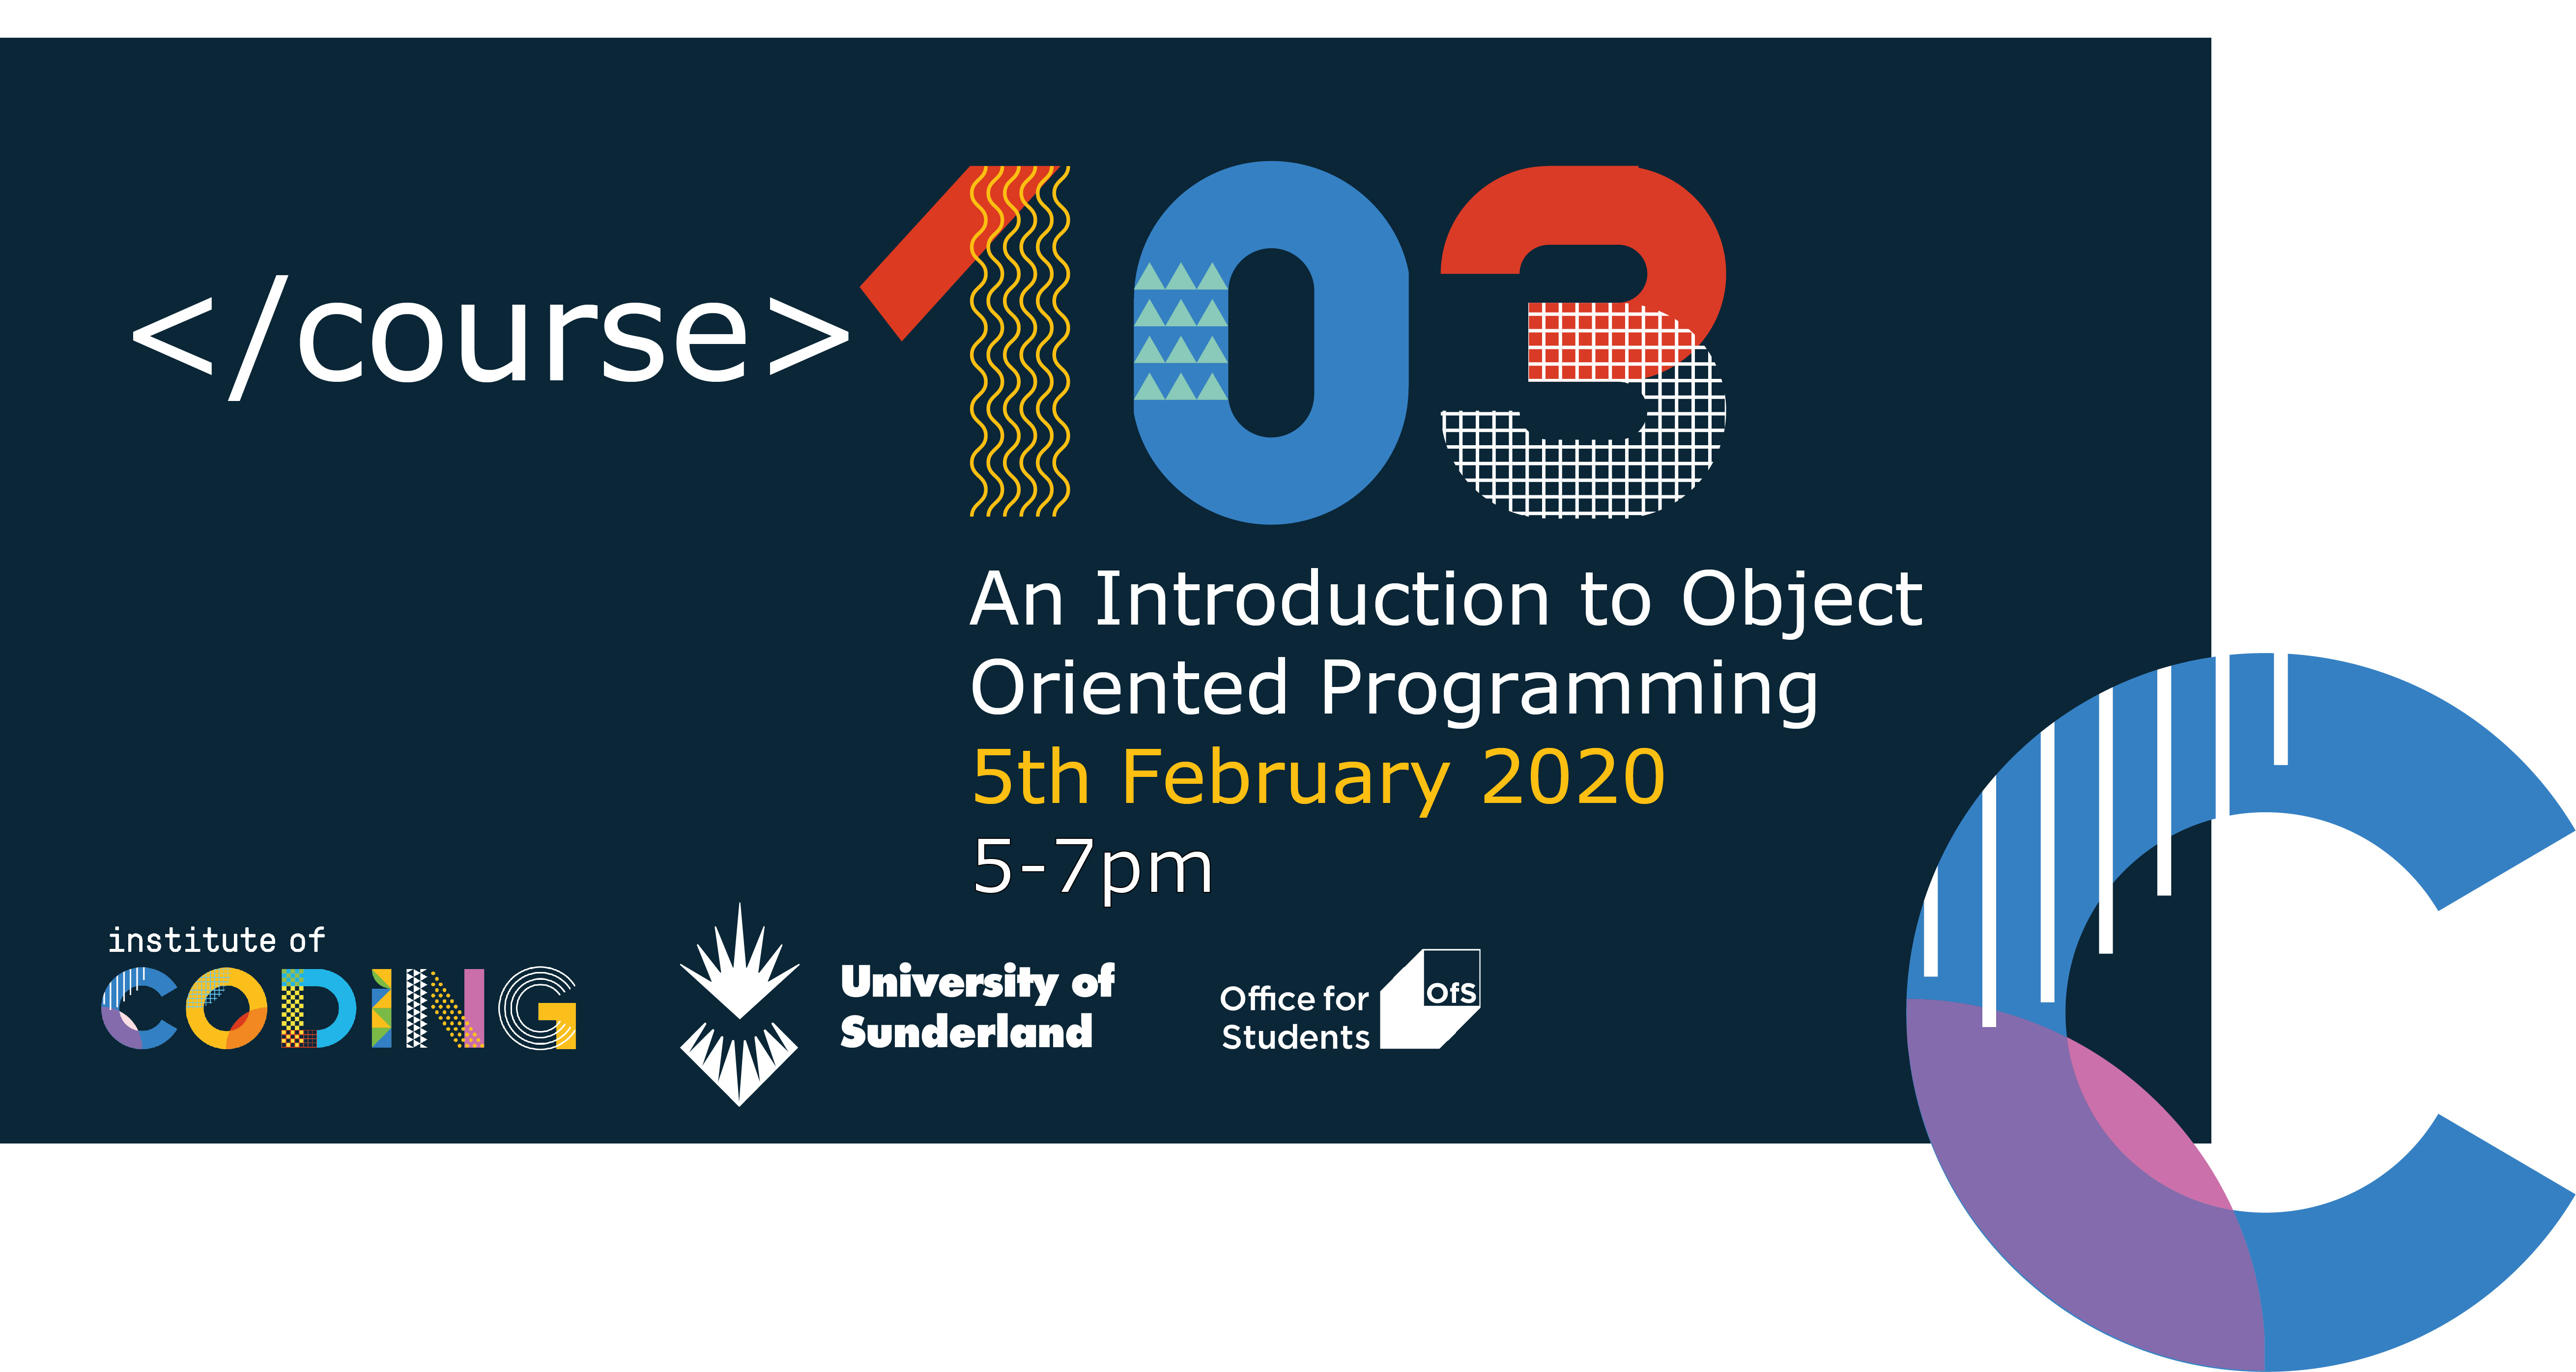 </course>103
An Introduction to Object
Oriented Programming
5th February 2020
5-7pm
institute of
CODING
University of
Sunderland
Office for
Students
OfS
C